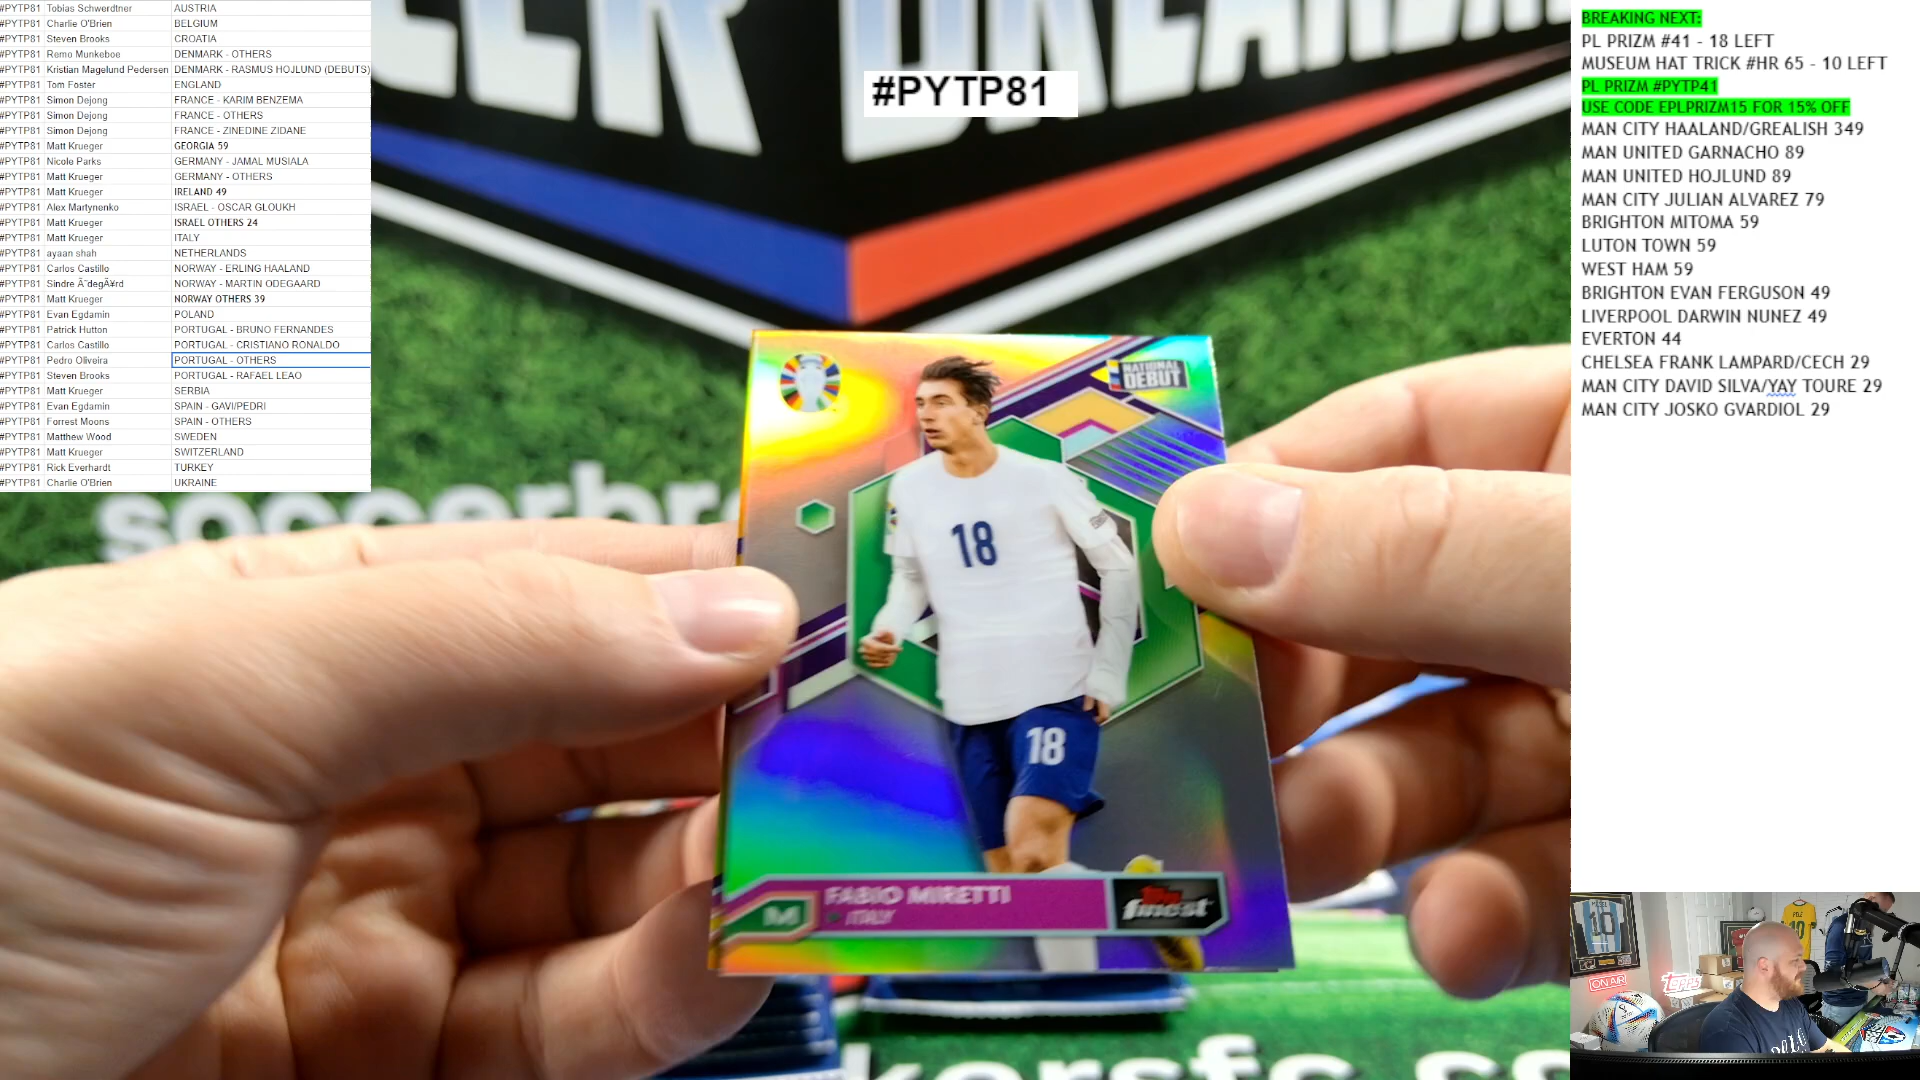 #PYTP81 Tobias Schwerdtner AUSTRIA
#PYTP81 Charlie O'Brien BELGIUM
#PYTP81 Steven Brooks CROATIA
#PYTP81 Remo Munkeboe DENMARK - OTHERS
#PYTP81 Kristian Magelund Pedersen DENMARK - RASMUS HOJLUND (DEBUTS)
#PYTP81 Tom Foster ENGLAND
#PYTP81 Simon Dejong FRANCE - KARIM BENZEMA
#PYTP81 Simon Dejong FRANCE - OTHERS
#PYTP81 Simon Dejong FRANCE - ZINEDINE ZIDANE
#PYTP81 Matt Krueger GEORGIA 59
#PYTP81 Nicole Parks GERMANY - JAMAL MUSIALA
#PYTP81 Matt Krueger GERMANY - OTHERS
#PYTP81 Matt Krueger IRELAND 49
#PYTP81 Alex Martynenko ISRAEL - OSCAR GLOUKH
#PYTP81 Matt Krueger ISRAEL OTHERS 24
#PYTP81 Matt Krueger ITALY
#PYTP81 ayaan shah NETHERLANDS
#PYTP81 Carlos Castillo NORWAY - ERLING HAALAND
#PYTP81 Sindre Ã˜degÃ¥rd NORWAY - MARTIN ODEGAARD
#PYTP81 Matt Krueger NORWAY OTHERS 39
#PYTP81 Evan Egdamin POLAND
#PYTP81 Patrick Hutton PORTUGAL - BRUNO FERNANDES
#PYTP81 Carlos Castillo PORTUGAL - CRISTIANO RONALDO
#PYTP81 Pedro Oliveira PORTUGAL - OTHERS
#PYTP81 Steven Brooks PORTUGAL - RAFAEL LEAO
#PYTP81 Matt Krueger SERBIA
#PYTP81 Evan Egdamin SPAIN - GAVI/PEDRI
#PYTP81 Forrest Moons SPAIN - OTHERS
#PYTP81 Matthew Wood SWEDEN
#PYTP81 Matt Krueger SWITZERLAND
#PYTP81 Rick Everhardt TURKEY
#PYTP81 Charlie O'Brien UKRAINE
#PYTP81
NATIONAL
DEBUT
18
18
FABIO MIRETTI
M ITALY
Topps
finest
BREAKING NEXT:
PL PRIZM #41 - 18 LEFT
MUSEUM HAT TRICK #HR 65 - 10 LEFT
PL PRIZM #PYTP41
USE CODE EPLPRIZM15 FOR 15% OFF
MAN CITY HAALAND/GREALISH 349
MAN UNITED GARNACHO 89
MAN UNITED HOJLUND 89
MAN CITY JULIAN ALVAREZ 79
BRIGHTON MITOMA 59
LUTON TOWN 59
WEST HAM 59
BRIGHTON EVAN FERGUSON 49
LIVERPOOL DARWIN NUNEZ 49
EVERTON 44
CHELSEA FRANK LAMPARD/CECH 29
MAN CITY DAVID SILVA/YAY TOURE 29
MAN CITY JOSKO GVARDIOL 29
10
ON AIR
Topps